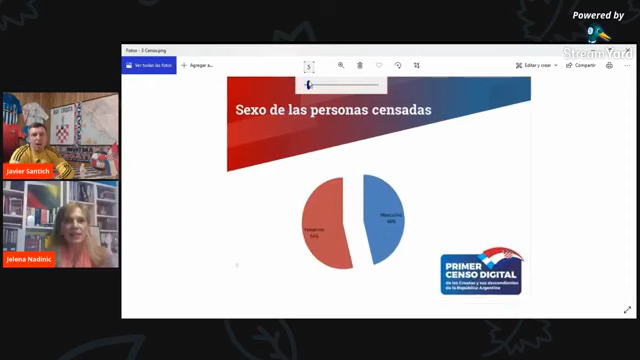 Powered by
StreamYard
Fotos - 3 Censo.png
Ver todas las fotos
Agregar a...
Editar y crear
Compartir
Sexo de las personas censadas
Masculino
Femenino
Javier Santich
Jelena Nadinic
PRIMER
CENSO DIGITAL
de los Croatas y sus descendientes
de la República Argentina